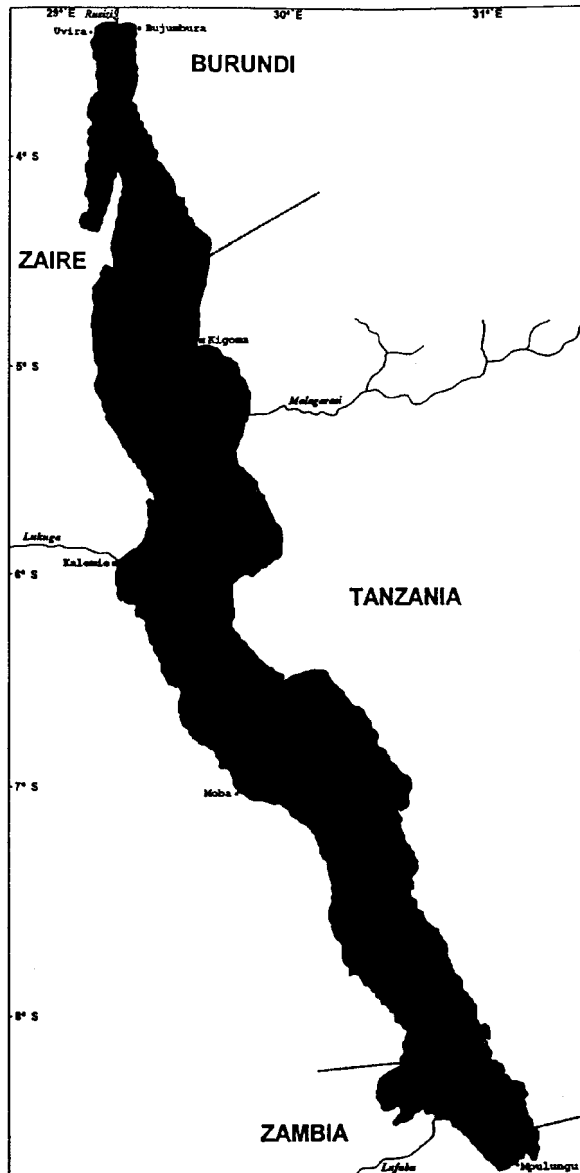 29° E Rusizi 30° E 31° E
Uvira Bujumbura
BURUNDI
4° S
ZAIRE
Kigoma
5° S
Malagarasi
Lukuga
Kalemie
6° S
TANZANIA
7° S
Moba
8° S
ZAMBIA
Lufubu
Mpulungu